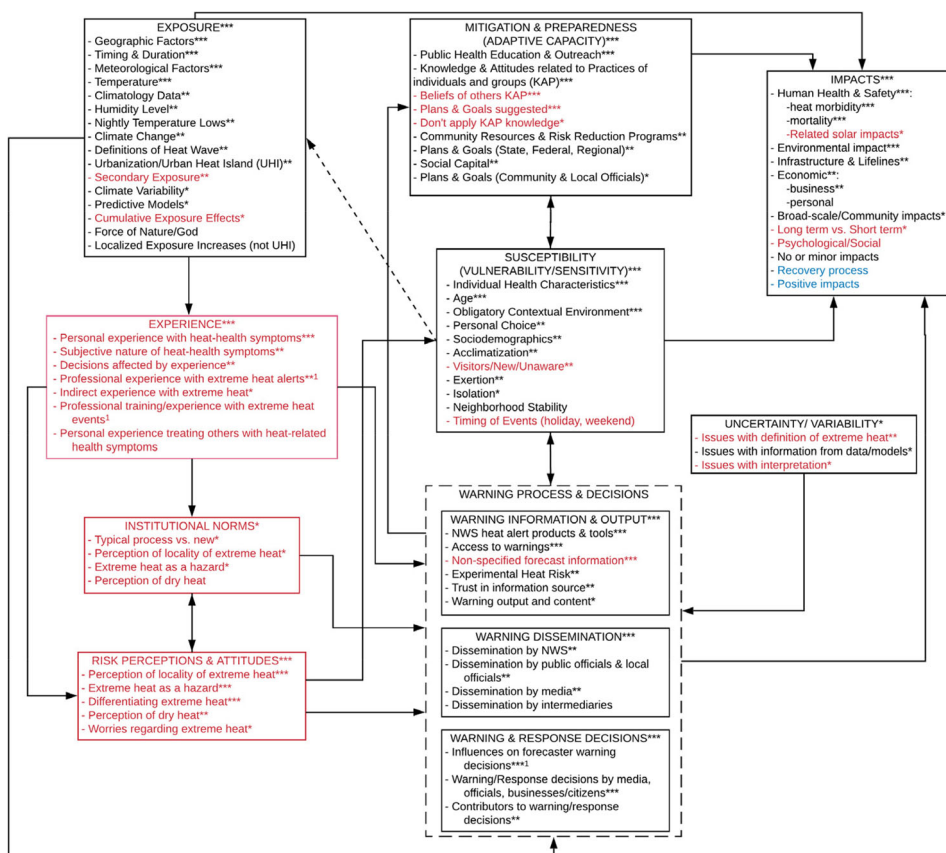 EXPOSURE***
- Geographic Factors***
- Timing & Duration***
- Meteorological Factors***
- Temperature***
- Climatology Data**
- Humidity Level**
- Nightly Temperature Lows**
- Climate Change**
- Definitions of Heat Wave**
- Urbanization/Urban Heat Island (UHI)**
- Secondary Exposure**
- Climate Variability*
- Predictive Models*
- Cumulative Exposure Effects*
- Force of Nature/God
- Localized Exposure Increases (not UHI)
MITIGATION & PREPAREDNESS
(ADAPTIVE CAPACITY)***
- Public Health Education & Outreach***
- Knowledge & Attitudes related to Practices of
individuals and groups (KAP)***
- Beliefs of others KAP***
- Plans & Goals suggested***
- Don't apply KAP knowledge*
- Community Resources & Risk Reduction Programs**
- Plans & Goals (State, Federal, Regional)**
- Social Capital**
- Plans & Goals (Community & Local Officials)*
IMPACTS***
- Human Health & Safety***:
-heat morbidity***
-mortality***
-Related solar impacts*
- Environmental impact***
- Infrastructure & Lifelines**
- Economic**:
-business**
-personal
- Broad-scale/Community impacts*
- Long term vs. Short term*
- Psychological/Social
- No or minor impacts
- Recovery process
- Positive impacts
SUSCEPTIBILITY
(VULNERABILITY/SENSITIVITY)***
- Individual Health Characteristics***
- Age***
- Obligatory Contextual Environment***
- Personal Choice**
- Sociodemographics**
- Acclimatization**
- Visitors/New/Unaware**
- Exertion**
- Isolation*
- Neighborhood Stability
- Timing of Events (holiday, weekend)
EXPERIENCE***
- Personal experience with heat-health symptoms***
- Subjective nature of heat-health symptoms**
- Decisions affected by experience**
- Professional experience with extreme heat alerts**1
- Indirect experience with extreme heat*
- Professional training/experience with extreme heat
events1
- Personal experience treating others with heat-related
health symptoms
UNCERTAINTY/ VARIABILITY*
- Issues with definition of extreme heat**
- Issues with information from data/models*
- Issues with interpretation*
INSTITUTIONAL NORMS*
- Typical process vs. new*
- Perception of locality of extreme heat*
- Extreme heat as a hazard*
- Perception of dry heat
RISK PERCEPTIONS & ATTITUDES***
- Perception of locality of extreme heat***
- Extreme heat as a hazard***
- Differentiating extreme heat***
- Perception of dry heat**
- Worries regarding extreme heat*
WARNING PROCESS & DECISIONS
WARNING INFORMATION & OUTPUT***
- NWS heat alert products & tools***
- Access to warnings***
- Non-specified forecast information***
- Experimental Heat Risk**
- Trust in information source**
- Warning output and content*
WARNING DISSEMINATION***
- Dissemination by NWS**
- Dissemination by public officials & local
officials**
- Dissemination by media**
- Dissemination by intermediaries
WARNING & RESPONSE DECISIONS***
- Influences on forecaster warning
decisions***1
- Warning/Response decisions by media,
officials, businesses/citizens***
- Contributors to warning/response
decisions**